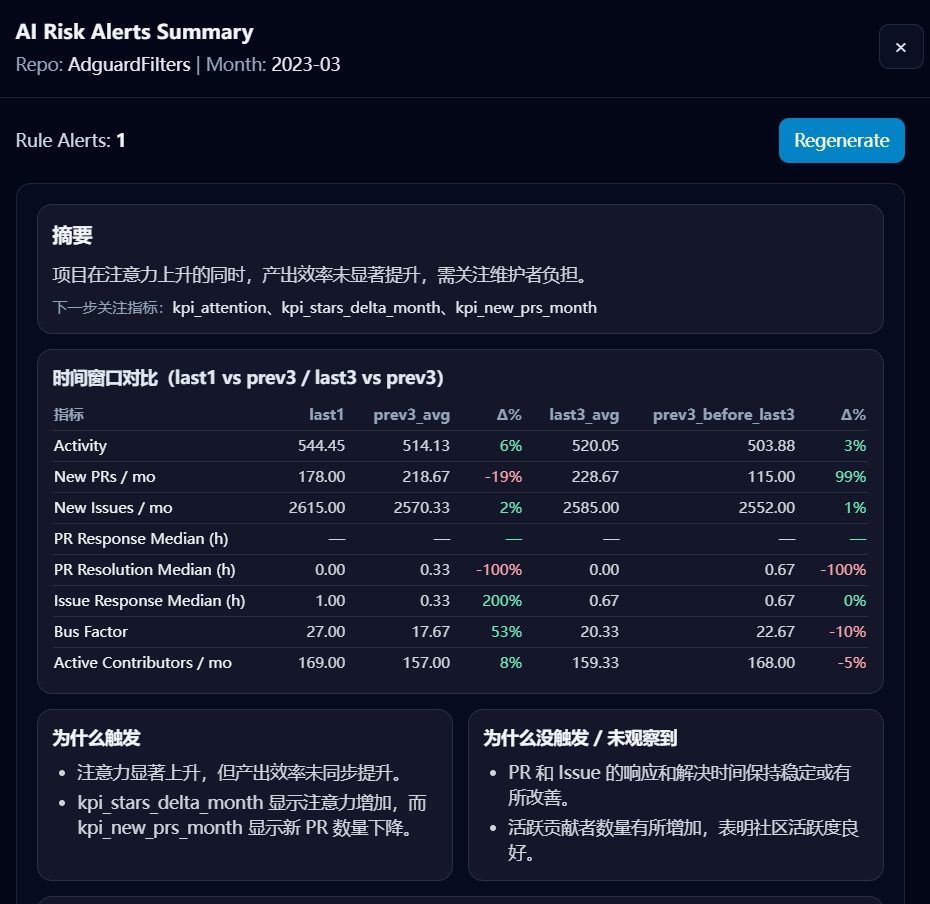 AI Risk Alerts Summary
Repo: AdguardFilters | Month: 2023-03
×
Rule Alerts: 1
Regenerate
摘要
项目在注意力上升的同时，产出效率未显著提升，需关注维护者负担。
下一步关注指标：kpi_attention、kpi_stars_delta_month、kpi_new_prs_month
时间窗口对比（last1 vs prev3 / last3 vs prev3）
指标 last1 prev3_avg Δ% last3_avg prev3_before_last3 Δ%
Activity 544.45 514.13 6% 520.05 503.88 3%
New PRs / mo 178.00 218.67 -19% 228.67 115.00 99%
New Issues / mo 2615.00 2570.33 2% 2585.00 2552.00 1%
PR Response Median (h) — — — — — —
PR Resolution Median (h) 0.00 0.33 -100% 0.00 0.67 -100%
Issue Response Median (h) 1.00 0.33 200% 0.67 0.67 0%
Bus Factor 27.00 17.67 53% 20.33 22.67 -10%
Active Contributors / mo 169.00 157.00 8% 159.33 168.00 -5%
为什么触发
• 注意力显著上升，但产出效率未同步提升。
• kpi_stars_delta_month 显示注意力增加，而
kpi_new_prs_month 显示新 PR 数量下降。
为什么没触发 / 未观察到
• PR 和 Issue 的响应和解决时间保持稳定或有
所改善。
• 活跃贡献者数量有所增加，表明社区活跃度良
好。